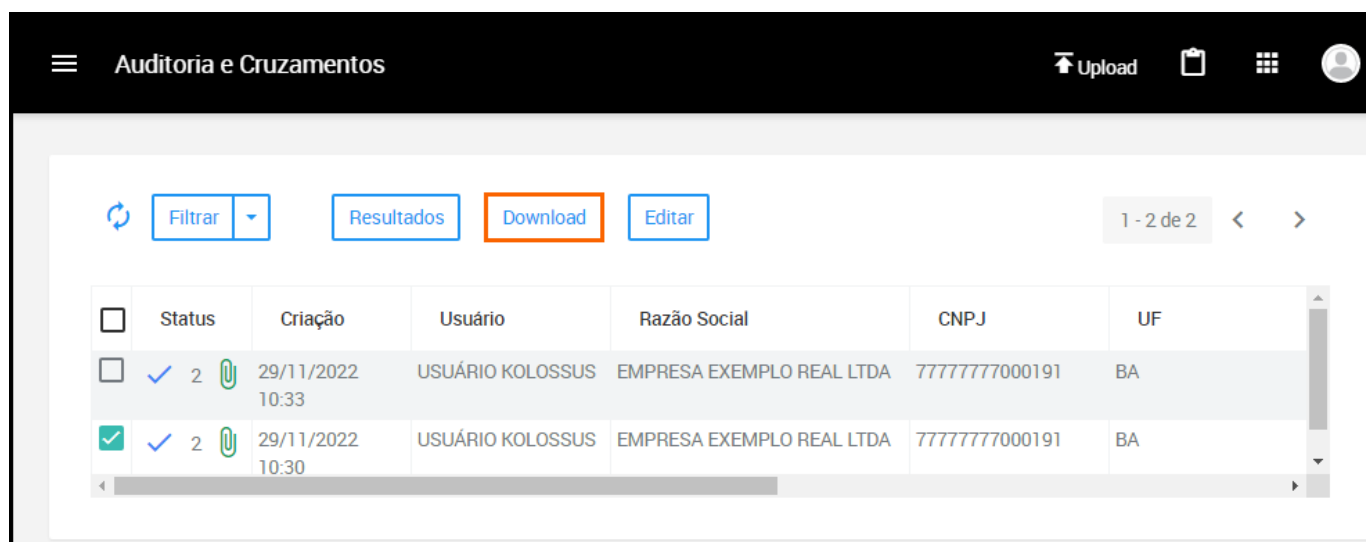 Auditoria e Cruzamentos Upload
Filtrar Resultados Download Editar 1 - 2 de 2
Status Criação Usuário Razão Social CNPJ UF
2 29/11/2022 USUÁRIO KOLOSSUS EMPRESA EXEMPLO REAL LTDA 77777777000191 BA
10:33
2 29/11/2022 USUÁRIO KOLOSSUS EMPRESA EXEMPLO REAL LTDA 77777777000191 BA
10:30